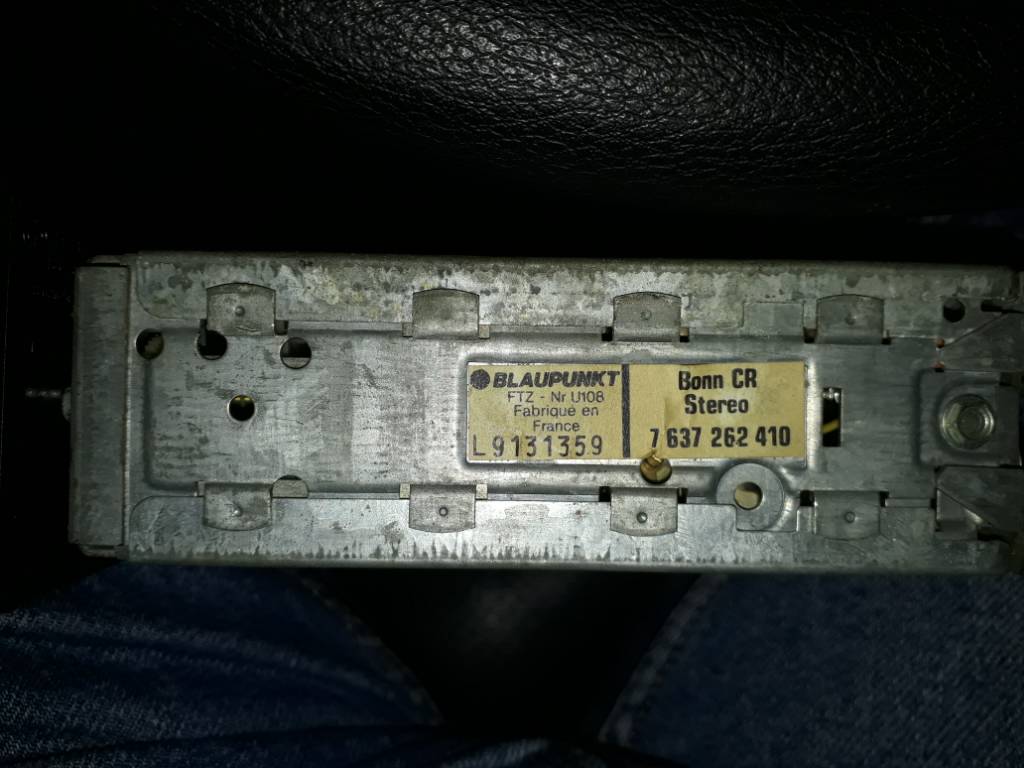 BLAUPUNKT
FTZ - Nr U108
Fabriqué en
France
L9131359
Bonn CR
Stereo
7 637 262 410